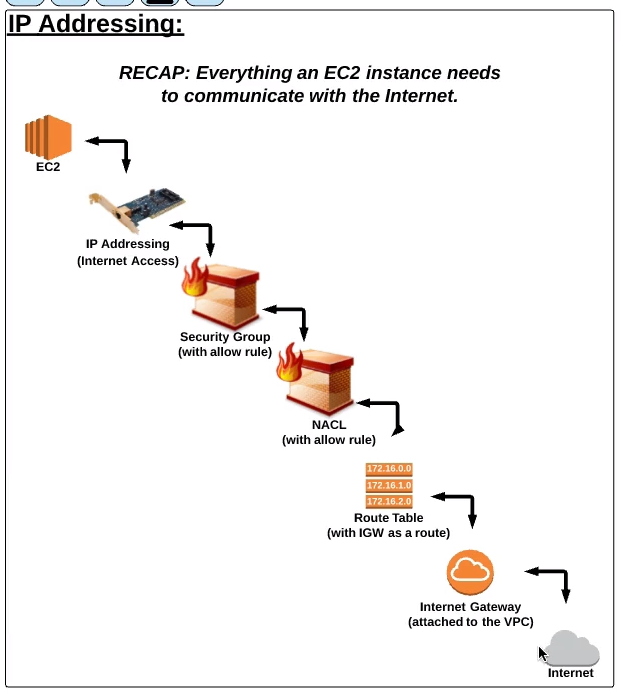 IP Addressing:
RECAP: Everything an EC2 instance needs
to communicate with the Internet.
EC2
IP Addressing
(Internet Access)
Security Group
(with allow rule)
NACL
(with allow rule)
172.16.0.0
172.16.1.0
172.16.2.0
Route Table
(with IGW as a route)
Internet Gateway
(attached to the VPC)
Internet